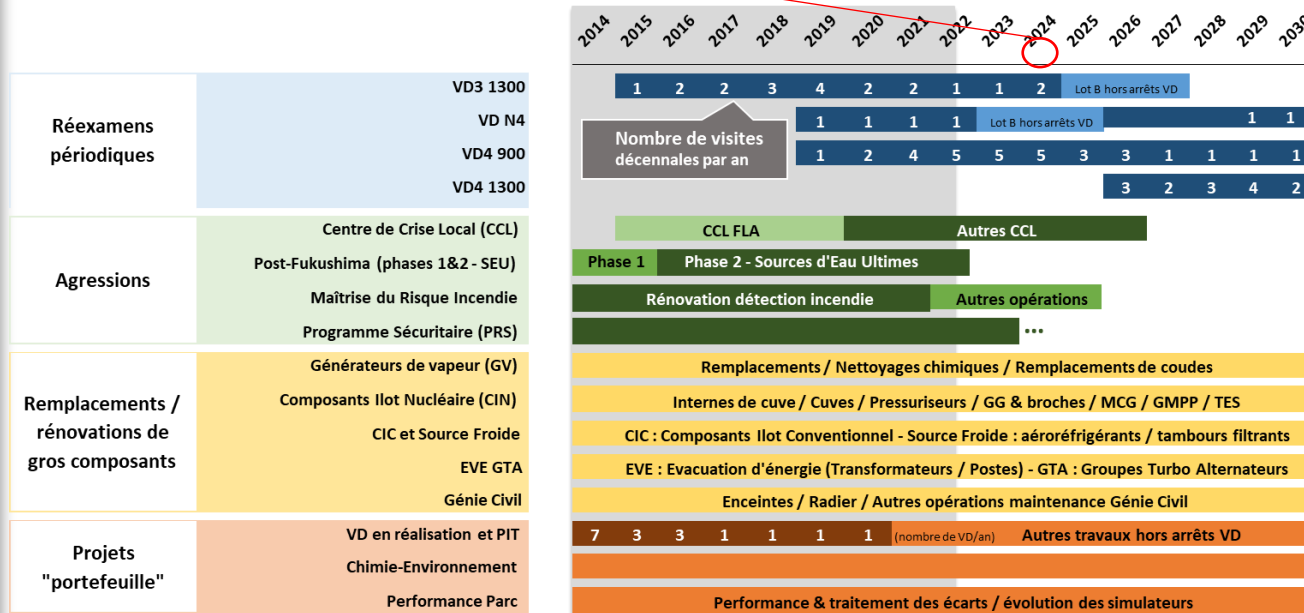 2014 2015 2016 2017 2018 2019 2020 2021 2022 2023 2024 2025 2026 2027 2028 2029 2030
Réexamens
périodiques
VD3 1300
1 2 2 3 4 2 2 1 1 2 Lot B hors arrêts VD
VD N4
1 1 1 1 Lot B hors arrêts VD 1 1
Nombre de visites
décennales par an
VD4 900
1 2 4 5 5 5 3 3 1 1 1 1
VD4 1300
3 2 3 4 2
Agressions
Centre de Crise Local (CCL)
CCL FLA Autres CCL
Post-Fukushima (phases 1&2 - SEU)
Phase 1 Phase 2 - Sources d'Eau Ultimes
Maîtrise du Risque Incendie
Rénovation détection incendie Autres opérations
Programme Sécuritaire (PRS)
...
Remplacements /
rénovations de
gros composants
Générateurs de vapeur (GV)
Remplacements / Nettoyages chimiques / Remplacements de coudes
Composants Ilot Nucléaire (CIN)
Internes de cuve / Cuves / Pressuriseurs / GG & broches / MCG / GMPP / TES
CIC et Source Froide
CIC : Composants Ilot Conventionnel - Source Froide : aéroréfrigérants / tambours filtrants
EVE GTA
EVE : Evacuation d'énergie (Transformateurs / Postes) - GTA : Groupes Turbo Alternateurs
Génie Civil
Enceintes / Radier / Autres opérations maintenance Génie Civil
Projets
"portefeuille"
VD en réalisation et PIT
7 3 3 1 1 1 1 (nombre de VD/an) Autres travaux hors arrêts VD
Chimie-Environnement
Performance Parc
Performance & traitement des écarts / évolution des simulateurs